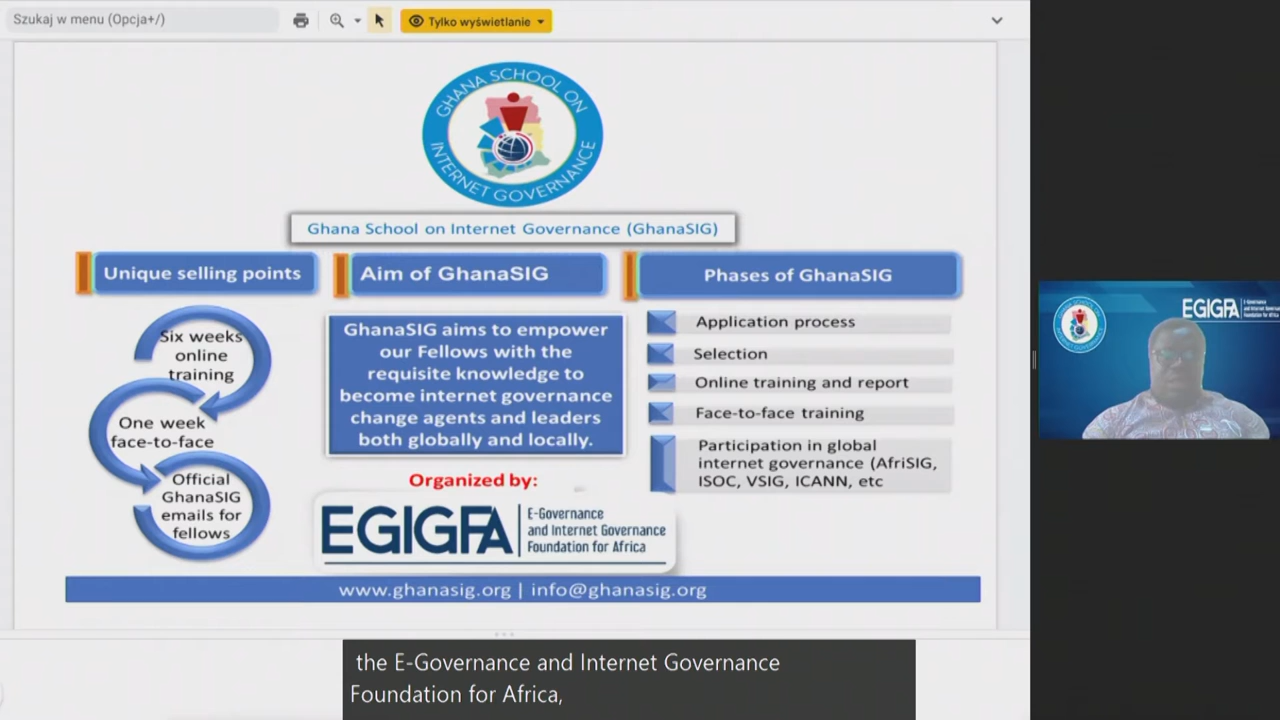 Szukaj w menu (Opcja+/)
Tylko wyświetlanie
GHANA SCHOOL ON
INTERNET GOVERNANCE
Ghana School on Internet Governance (GhanaSIG)
Unique selling points
Six weeks
online
training
One week
face-to-face
Official
GhanaSIG
emails for
fellows
Aim of GhanaSIG
GhanaSIG aims to empower
our Fellows with the
requisite knowledge to
become internet governance
change agents and leaders
both globally and locally.
Organized by:
EGIGFA
E-Governance
and Internet Governance
Foundation for Africa
Phases of GhanaSIG
Application process
Selection
Online training and report
Face-to-face training
Participation in global
internet governance (AfriSIG,
ISOC, VSIG, ICANN, etc
www.ghanasig.org | info@ghanasig.org
EGIGFA
E-Governance
the E-Governance and Internet Governance
Foundation for Africa,